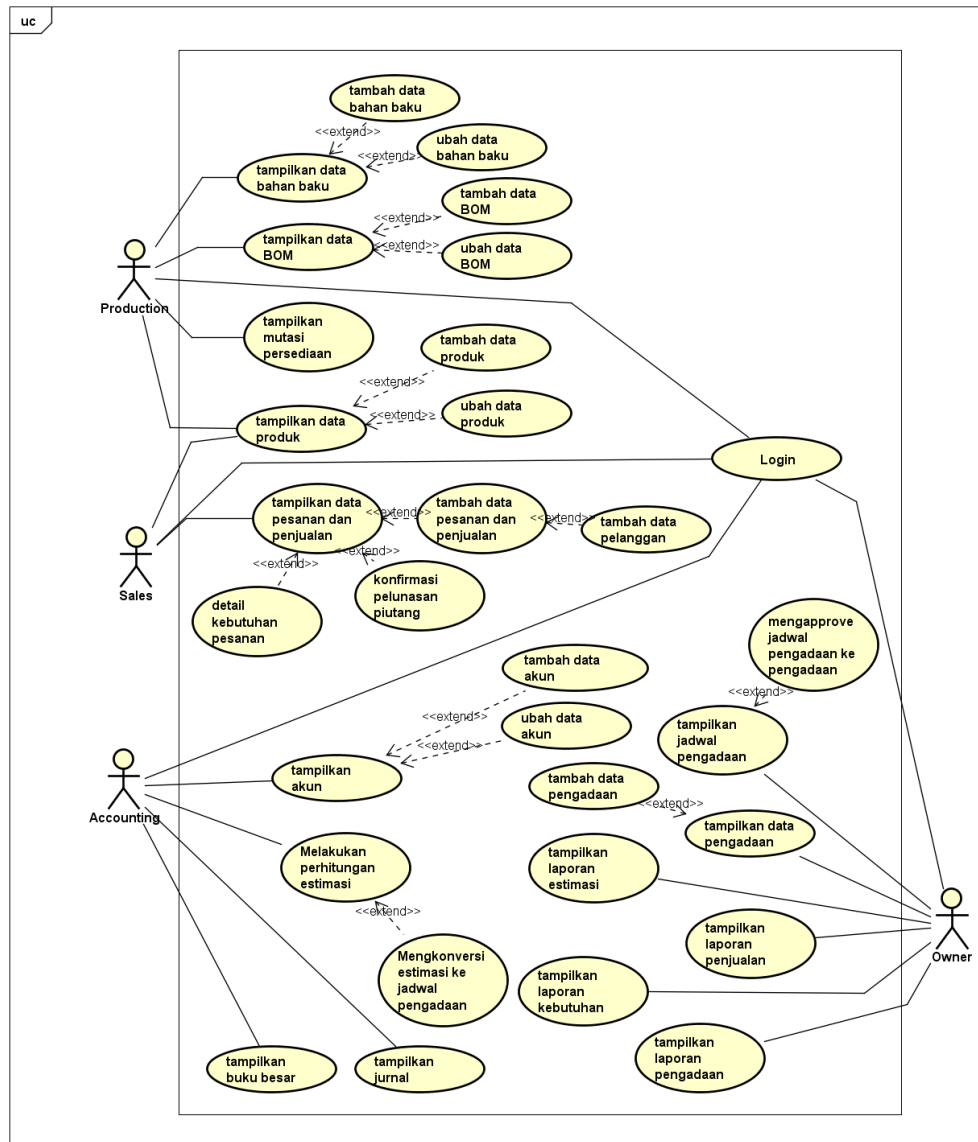 uc
tambah data
bahan baku
<<extend>>
ubah data
bahan baku
<<extend>>
tampilkan data
bahan baku
tambah data
BOM
<<extend>>
tampilkan data
BOM
<<extend>>
ubah data
BOM
Production
tampilkan
mutasi
persediaan
tambah data
produk
<<extend>>
ubah data
produk
<<extend>>
tampilkan data
produk
Login
tampilkan data
pesanan dan
penjualan
<<extend>>
tambah data
pesanan dan
penjualan
<<extend>>
tambah data
pelanggan
<<extend>>
<<extend>>
Sales
detail
kebutuhan
pesanan
konfirmasi
pelunasan
piutang
mengapprove
jadwal
pengadaan ke
pengadaan
<<extend>>
tambah data
akun
<<extend>>
ubah data
akun
<<extend>>
tampilkan
jadwal
pengadaan
Accounting
tampilkan
akun
tambah data
pengadaan
<<extend>>
tampilkan data
pengadaan
Melakukan
perhitungan
estimasi
<<extend>>
tampilkan
laporan
estimasi
Mengkonversi
estimasi ke
jadwal
pengadaan
tampilkan
laporan
penjualan
Owner
tampilkan
laporan
kebutuhan
tampilkan
buku besar
tampilkan
jurnal
tampilkan
laporan
pengadaan